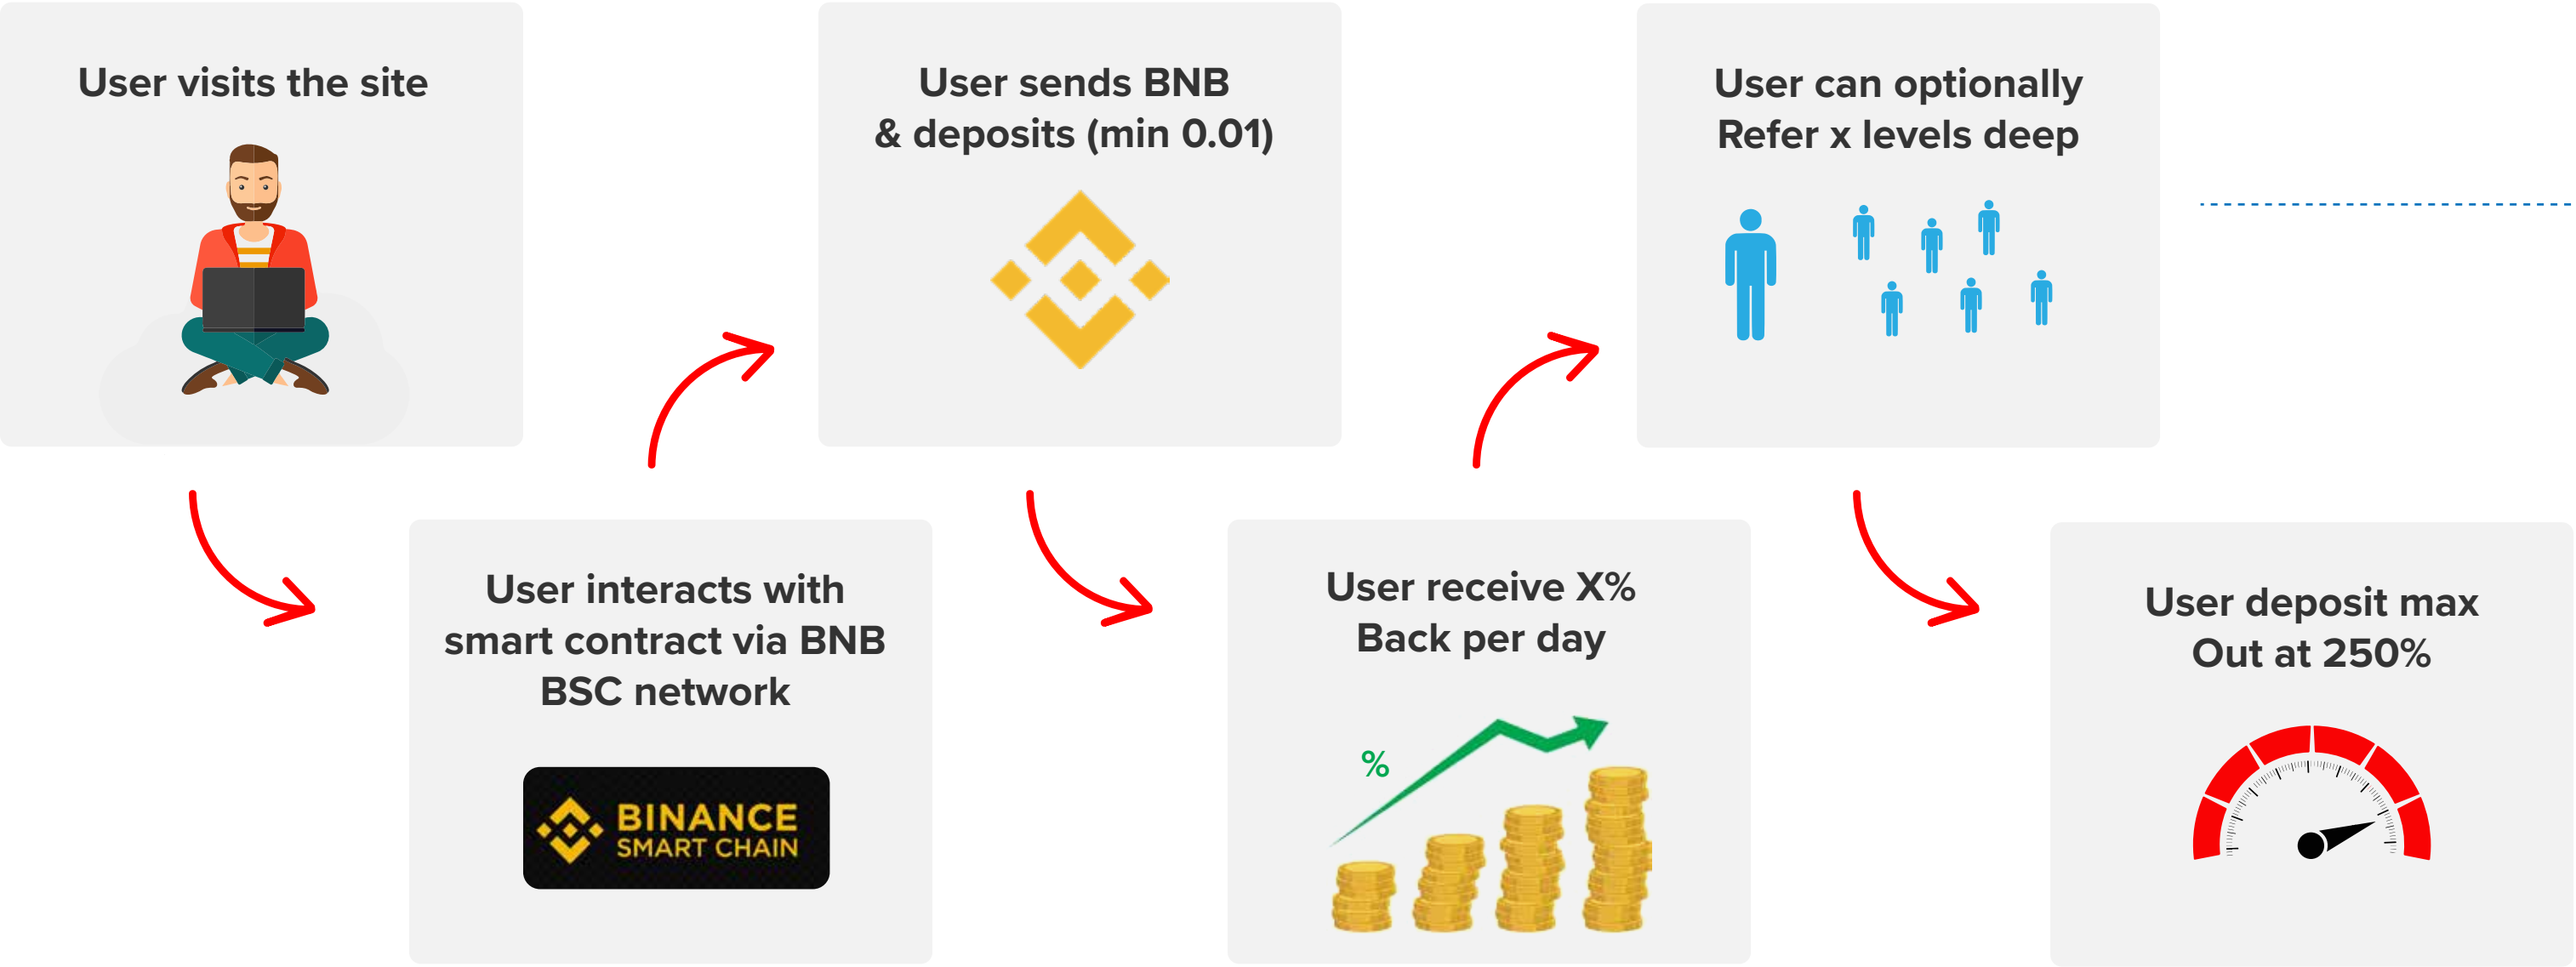 User visits the site
User interacts with
smart contract via BNB
BSC network
BINANCE
SMART CHAIN
User sends BNB
& deposits (min 0.01)
User receive X%
Back per day
%
User can optionally
Refer x levels deep
User deposit max
Out at 250%